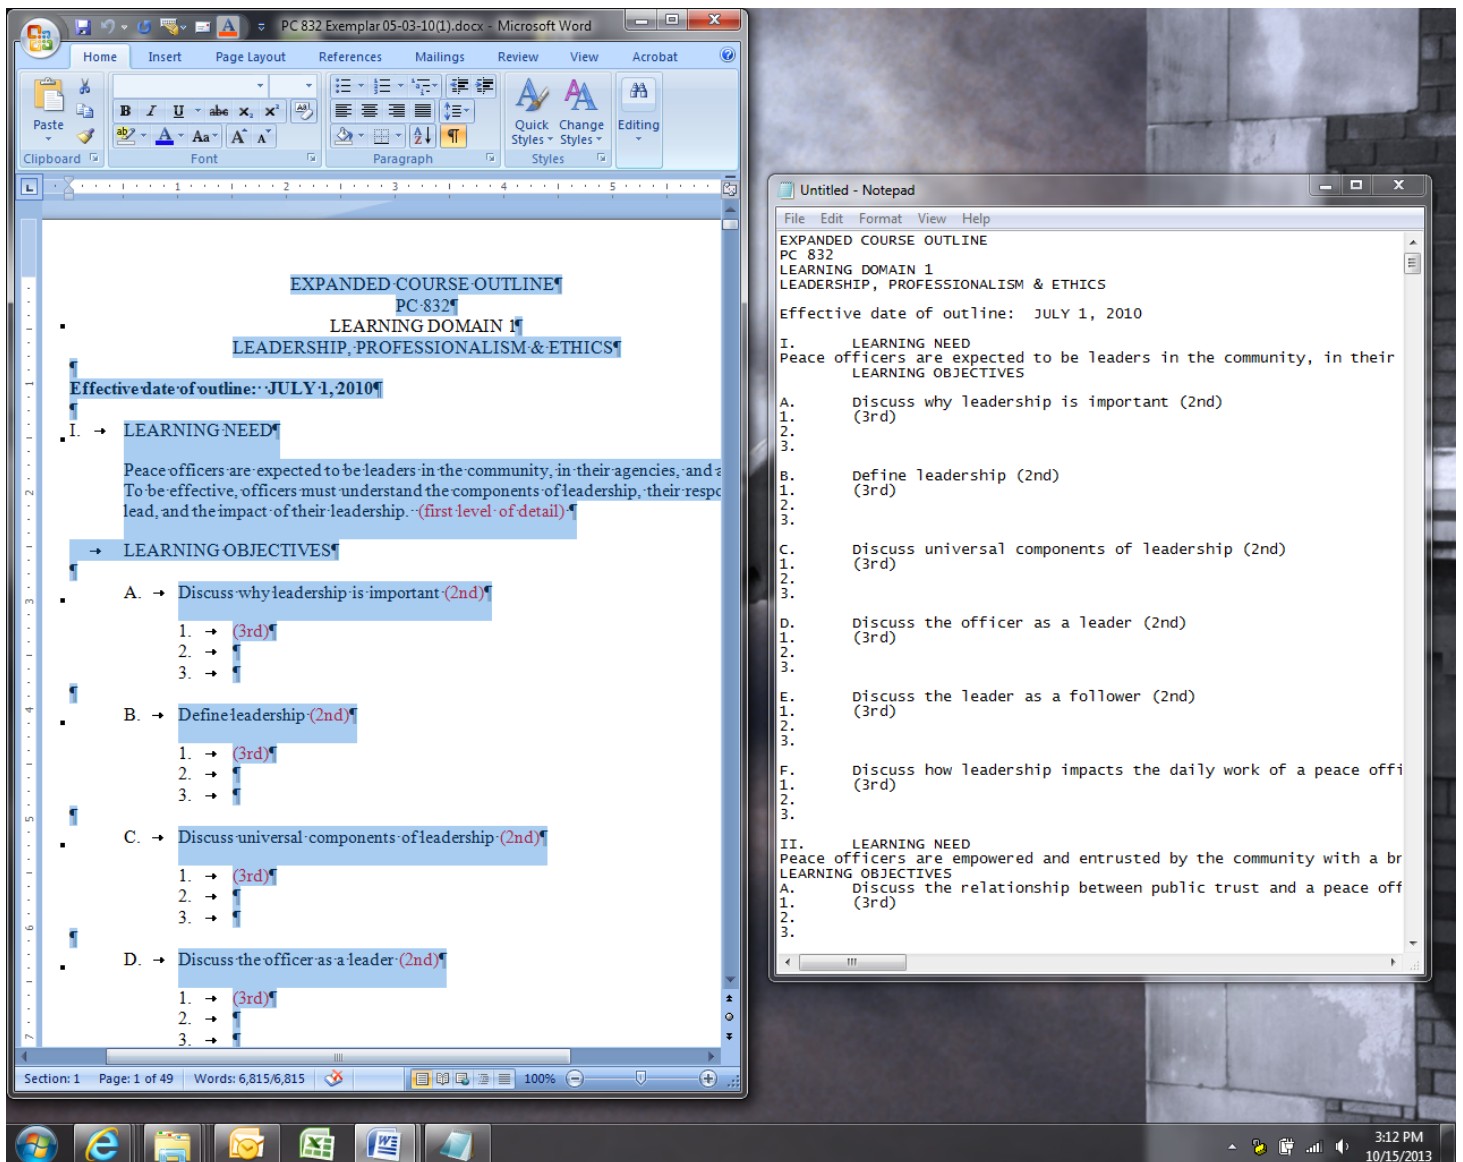 PC 832 Exemplar 05-03-10(1).docx - Microsoft Word
Home Insert Page Layout References Mailings Review View Acrobat
Paste
Quick Styles
Change Styles
Editing
Clipboard Font Paragraph Styles
EXPANDED COURSE OUTLINE
PC 832
LEARNING DOMAIN 1
LEADERSHIP, PROFESSIONALISM & ETHICS
Effective date of outline: JULY 1, 2010
I. LEARNING NEED
Peace officers are expected to be leaders in the community, in their agencies, and a
To be effective, officers must understand the components of leadership, their respo
lead, and the impact of their leadership. (first level of detail)
LEARNING OBJECTIVES
A. Discuss why leadership is important (2nd)
1. (3rd)
2.
3.
B. Define leadership (2nd)
1. (3rd)
2.
3.
C. Discuss universal components of leadership (2nd)
1. (3rd)
2.
3.
D. Discuss the officer as a leader (2nd)
1. (3rd)
2.
3.
Section: 1 Page: 1 of 49 Words: 6,815/6,815 100%
Untitled - Notepad
File Edit Format View Help
EXPANDED COURSE OUTLINE
PC 832
LEARNING DOMAIN 1
LEADERSHIP, PROFESSIONALISM & ETHICS
Effective date of outline: JULY 1, 2010
I. LEARNING NEED
Peace officers are expected to be leaders in the community, in their
LEARNING OBJECTIVES
A. Discuss why leadership is important (2nd)
1. (3rd)
2.
3.
B. Define leadership (2nd)
1. (3rd)
2.
3.
C. Discuss universal components of leadership (2nd)
1. (3rd)
2.
3.
D. Discuss the officer as a leader (2nd)
1. (3rd)
2.
3.
E. Discuss the leader as a follower (2nd)
1. (3rd)
2.
3.
F. Discuss how leadership impacts the daily work of a peace offi
1. (3rd)
2.
3.
II. LEARNING NEED
Peace officers are empowered and entrusted by the community with a br
LEARNING OBJECTIVES
A. Discuss the relationship between public trust and a peace off
1. (3rd)
2.
3.
3:12 PM
10/15/2013